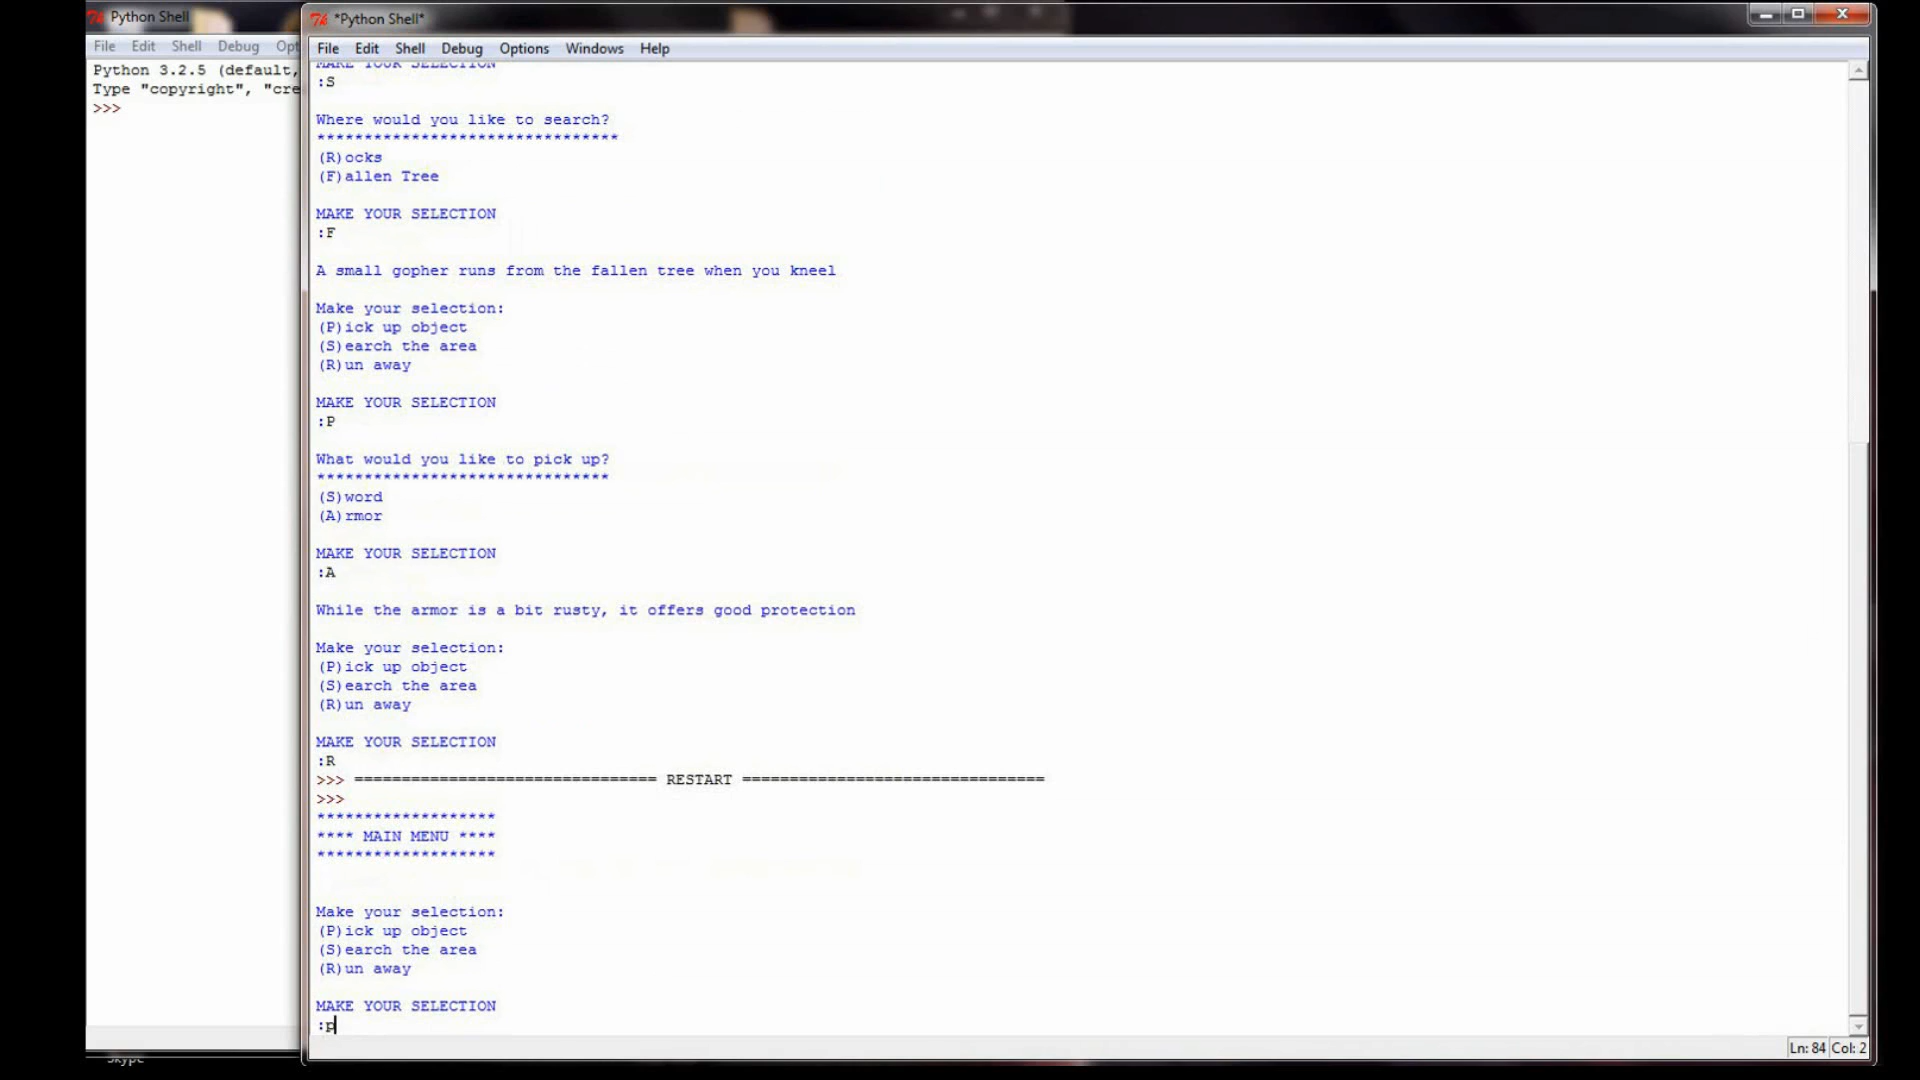 Python Shell
File Edit Shell Debug Opt
Python 3.2.5 (default,
Type "copyright", "cre
>>>
*Python Shell*
File Edit Shell Debug Options Windows Help
MAKE YOUR SELECTION
:S
Where would you like to search?
********************************
(R)ocks
(F)allen Tree
MAKE YOUR SELECTION
:F
A small gopher runs from the fallen tree when you kneel
Make your selection:
(P)ick up object
(S)earch the area
(R)un away
MAKE YOUR SELECTION
:P
What would you like to pick up?
*******************************
(S)word
(A)rmor
MAKE YOUR SELECTION
:A
While the armor is a bit rusty, it offers good protection
Make your selection:
(P)ick up object
(S)earch the area
(R)un away
MAKE YOUR SELECTION
:R
>>> ================================ RESTART ================================
>>>
*******************
**** MAIN MENU ****
*******************
Make your selection:
(P)ick up object
(S)earch the area
(R)un away
MAKE YOUR SELECTION
:p
Ln: 84 Col: 2
Skype